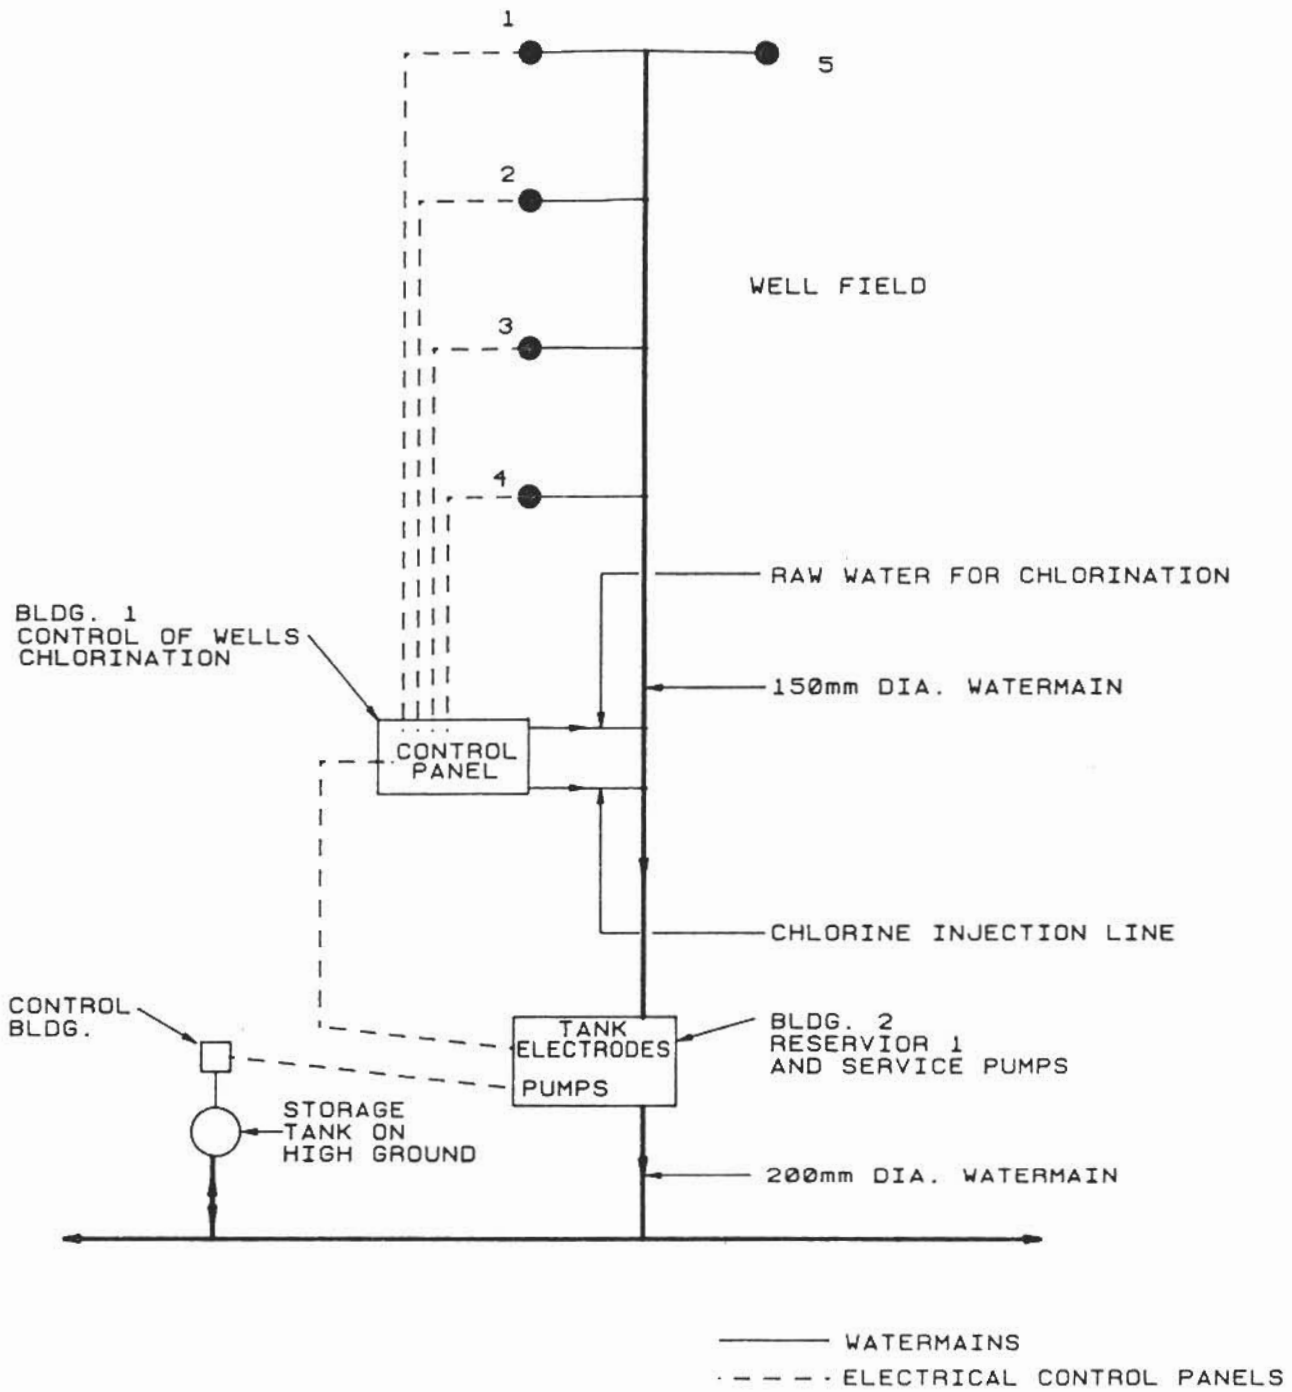 1
5
2
WELL FIELD
3
4
RAW WATER FOR CHLORINATION
BLDG. 1
CONTROL OF WELLS
CHLORINATION
150mm DIA. WATERMAIN
CONTROL
PANEL
CHLORINE INJECTION LINE
CONTROL
BLDG.
TANK
ELECTRODES
PUMPS
BLDG. 2
RESERVIOR 1
AND SERVICE PUMPS
STORAGE
TANK ON
HIGH GROUND
200mm DIA. WATERMAIN
WATERMAINS
ELECTRICAL CONTROL PANELS